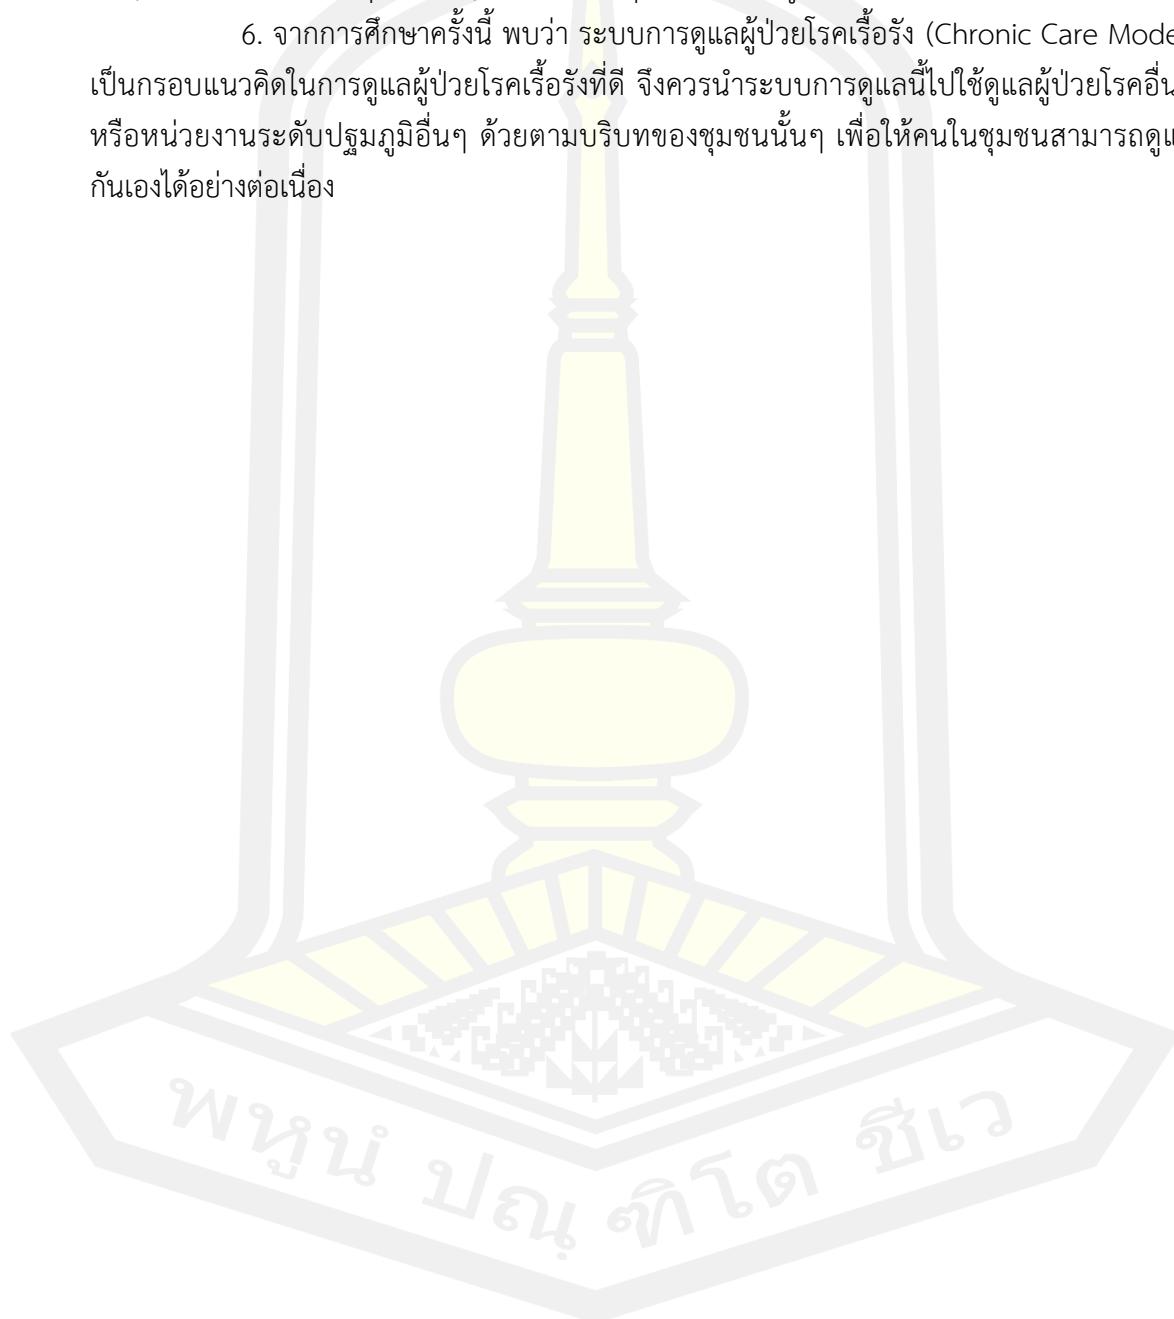 6. จากการศึกษาครั้งนี้ พบว่า ระบบการดูแลผู้ป่วยโรคเรื้อรัง (Chronic Care Mode
เป็นกรอบแนวคิดในการดูแลผู้ป่วยโรคเรื้อรังที่ดี จึงควรนำระบบการดูแลนี้ไปใช้ดูแลผู้ป่วยโรคอื่น
หรือหน่วยงานระดับปฐมภูมิอื่นๆ ด้วยตามบริบทของชุมชนนั้นๆ เพื่อให้คนในชุมชนสามารถดูแ
กันเองได้อย่างต่อเนื่อง
พหูนํ ปณฺ ฑิโต ชีเว